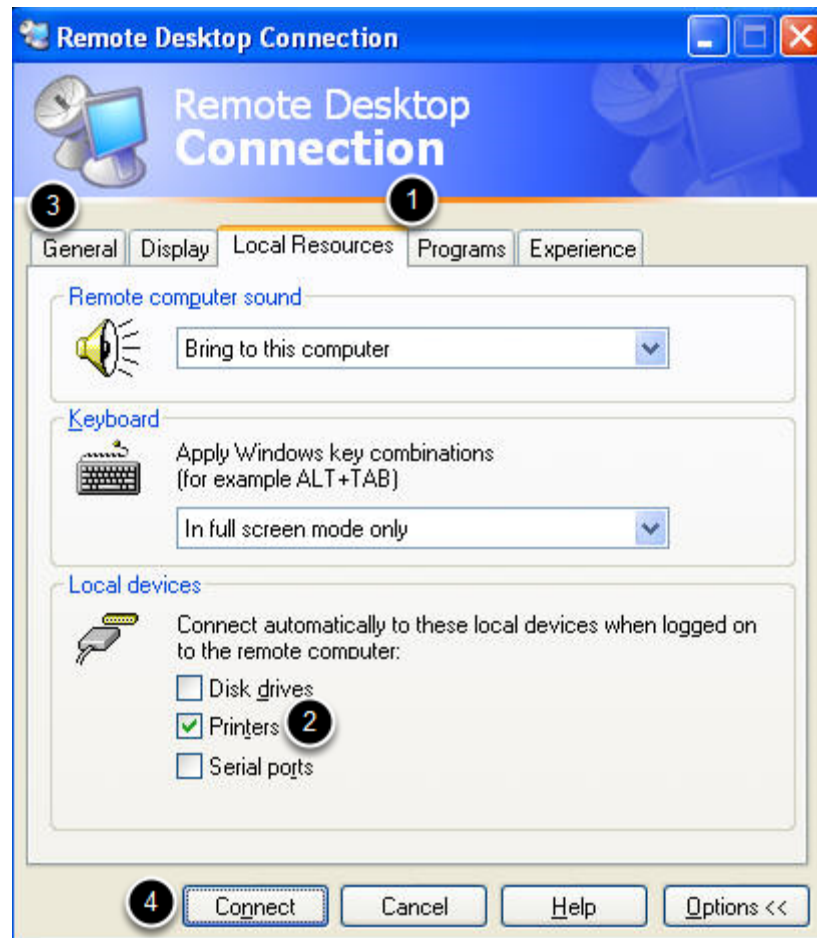 Remote Desktop Connection
Remote Desktop
Connection
3
1
General Display Local Resources Programs Experience
Remote computer sound
Bring to this computer
Keyboard
Apply Windows key combinations
(for example ALT+TAB)
In full screen mode only
Local devices
Connect automatically to these local devices when logged on
to the remote computer:
Disk drives
Printers 2
Serial ports
4 Connect Cancel Help Options <<